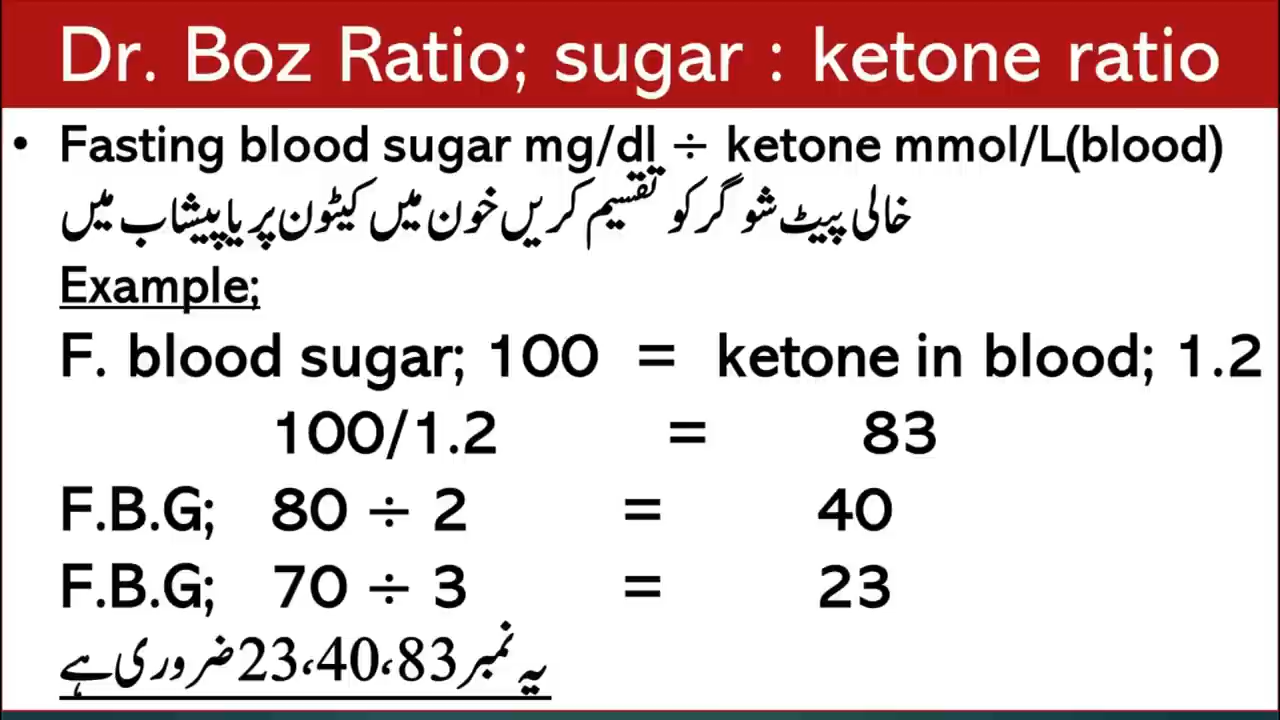 Dr. Boz Ratio; sugar : ketone ratio
• Fasting blood sugar mg/dl ÷ ketone mmol/L(blood)
خالی پیٹ شوگر کو تقسیم کریں خون میں کیٹون پر یا پیشاب میں
Example;
F. blood sugar; 100 = ketone in blood; 1.2
100/1.2 = 83
F.B.G; 80 ÷ 2 = 40
F.B.G; 70 ÷ 3 = 23
یہ نمبر 83،40،23 ضروری ہے